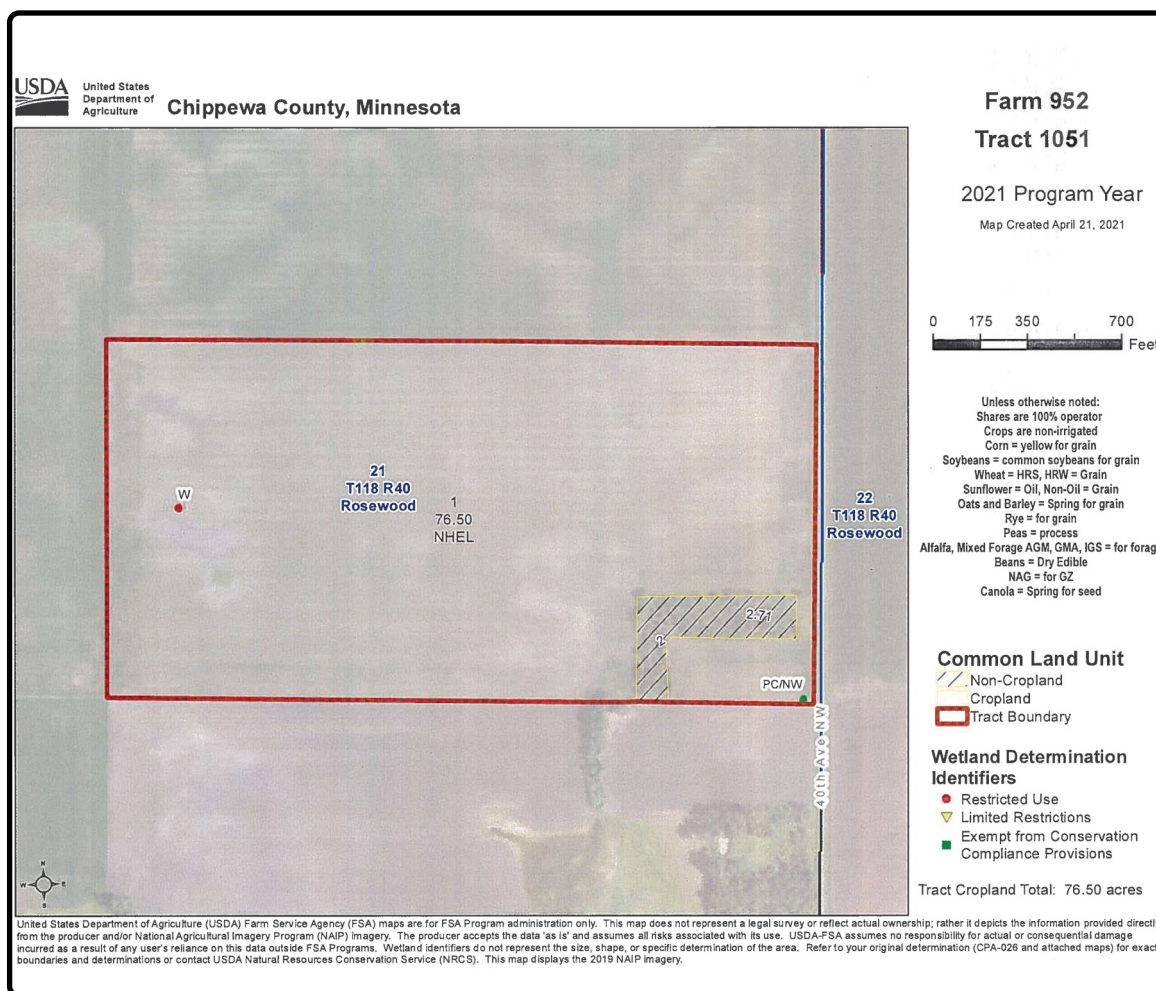 USDA
United States
Department of
Agriculture
Chippewa County, Minnesota
Farm 952
Tract 1051
2021 Program Year
Map Created April 21, 2021
0 175 350 700
Feet
Unless otherwise noted:
Shares are 100% operator
Crops are non-irrigated
Corn = yellow for grain
Soybeans = common soybeans for grain
Wheat = HRS, HRW = Grain
Sunflower = Oil, Non-Oil = Grain
Oats and Barley = Spring for grain
Rye = for grain
Peas = process
Alfalfa, Mixed Forage AGM, GMA, IGS = for forag
Beans = Dry Edible
NAG = for GZ
Canola = Spring for seed
21
T118 R40
Rosewood
1
76.50
NHEL
W
22
T118 R40
Rosewood
2.71
2
PC/NW
40th Ave NW
Common Land Unit
Non-Cropland
Cropland
Tract Boundary
Wetland Determination
Identifiers
Restricted Use
Limited Restrictions
Exempt from Conservation
Compliance Provisions
Tract Cropland Total: 76.50 acres
N
W E
S
United States Department of Agriculture (USDA) Farm Service Agency (FSA) maps are for FSA Program administration only. This map does not represent a legal survey or reflect actual ownership; rather it depicts the information provided directl
from the producer and/or National Agricultural Imagery Program (NAIP) imagery. The producer accepts the data 'as is' and assumes all risks associated with its use. USDA-FSA assumes no responsibility for actual or consequential damage
incurred as a result of any user's reliance on this data outside FSA Programs. Wetland identifiers do not represent the size, shape, or specific determination of the area. Refer to your original determination (CPA-026 and attached maps) for exact
boundaries and determinations or contact USDA Natural Resources Conservation Service (NRCS). This map displays the 2019 NAIP imagery.